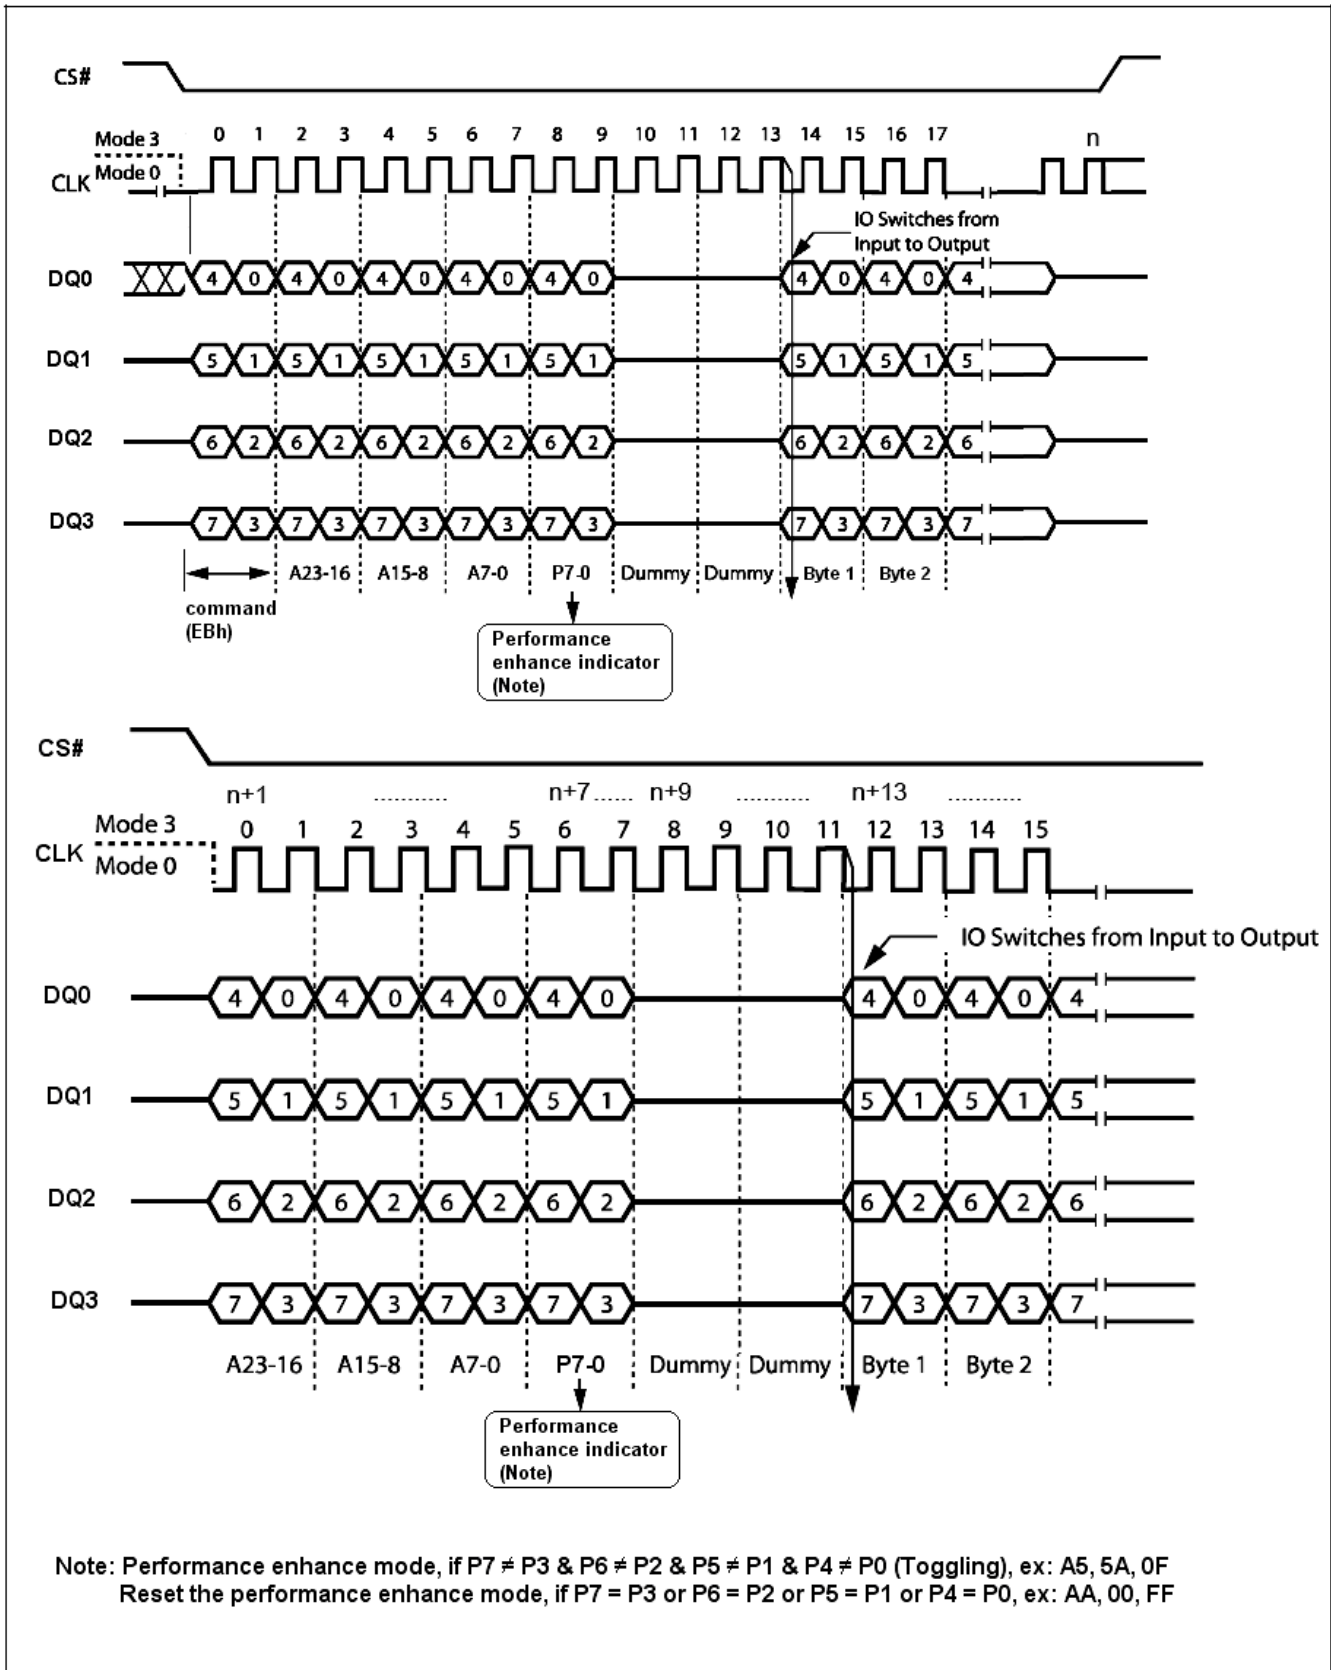 CS#
0 1 2 3 4 5 6 7 8 9 10 11 12 13 14 15 16 17 n
Mode 3
Mode 0
CLK
IO Switches from
Input to Output
DQ0 4 0 4 0 4 0 4 0 4 0 4 0 4 0 4
DQ1 5 1 5 1 5 1 5 1 5 1 5 1 5 1 5
DQ2 6 2 6 2 6 2 6 2 6 2 6 2 6 2 6
DQ3 7 3 7 3 7 3 7 3 7 3 7 3 7 3 7
A23-16 A15-8 A7-0 P7-0 Dummy Dummy Byte 1 Byte 2
command
(EBh)
Performance
enhance indicator
(Note)
CS#
n+1 ........... n+7 ...... n+9 ........... n+13 ...........
0 1 2 3 4 5 6 7 8 9 10 11 12 13 14 15
Mode 3
CLK
Mode 0
IO Switches from Input to Output
DQ0 4 0 4 0 4 0 4 0 4 0 4 0 4
DQ1 5 1 5 1 5 1 5 1 5 1 5 1 5
DQ2 6 2 6 2 6 2 6 2 6 2 6 2 6
DQ3 7 3 7 3 7 3 7 3 7 3 7 3 7
A23-16 A15-8 A7-0 P7-0 Dummy Dummy Byte 1 Byte 2
Performance
enhance indicator
(Note)
Note: Performance enhance mode, if P7 ≠ P3 & P6 ≠ P2 & P5 ≠ P1 & P4 ≠ P0 (Toggling), ex: A5, 5A, 0F
Reset the performance enhance mode, if P7 = P3 or P6 = P2 or P5 = P1 or P4 = P0, ex: AA, 00, FF